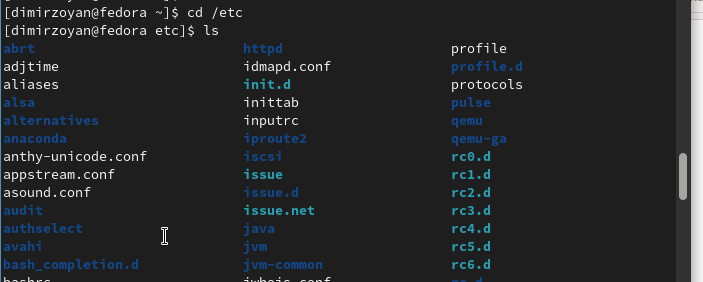 [dimirzoyan@fedora ~]$ cd /etc
[dimirzoyan@fedora etc]$ ls
abrt httpd profile
adjtime idmapd.conf profile.d
aliases init.d protocols
alsa inittab pulse
alternatives inputrc qemu
anaconda iproute2 qemu-ga
anthy-unicode.conf iscsi rc0.d
appstream.conf issue rc1.d
asound.conf issue.d rc2.d
audit issue.net rc3.d
authselect java rc4.d
avahi jvm rc5.d
bash_completion.d jvm-common rc6.d